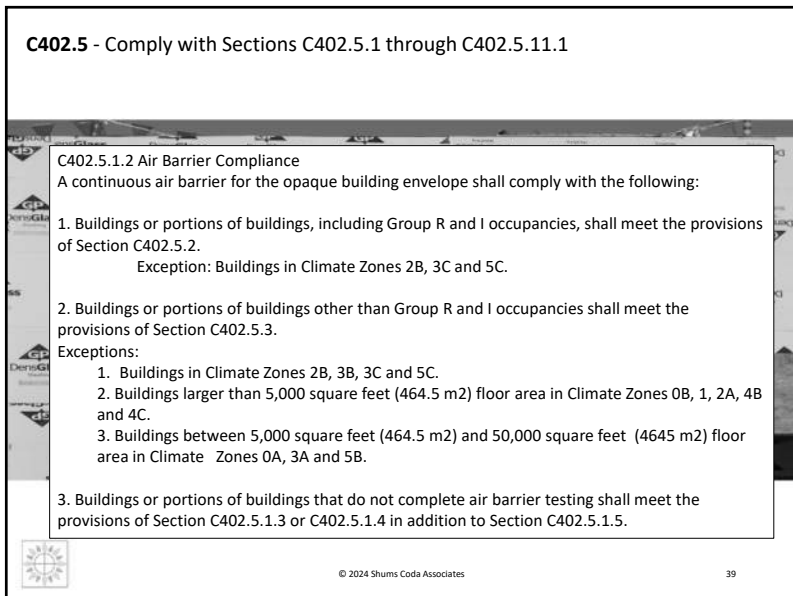 C402.5 - Comply with Sections C402.5.1 through C402.5.11.1
C402.5.1.2 Air Barrier Compliance
A continuous air barrier for the opaque building envelope shall comply with the following:
1. Buildings or portions of buildings, including Group R and I occupancies, shall meet the provisions
of Section C402.5.2.
Exception: Buildings in Climate Zones 2B, 3C and 5C.
2. Buildings or portions of buildings other than Group R and I occupancies shall meet the
provisions of Section C402.5.3.
Exceptions:
1. Buildings in Climate Zones 2B, 3B, 3C and 5C.
2. Buildings larger than 5,000 square feet (464.5 m2) floor area in Climate Zones 0B, 1, 2A, 4B
and 4C.
3. Buildings between 5,000 square feet (464.5 m2) and 50,000 square feet (4645 m2) floor
area in Climate Zones 0A, 3A and 5B.
3. Buildings or portions of buildings that do not complete air barrier testing shall meet the
provisions of Section C402.5.1.3 or C402.5.1.4 in addition to Section C402.5.1.5.
GP
GP
© 2024 Shums Coda Associates
39